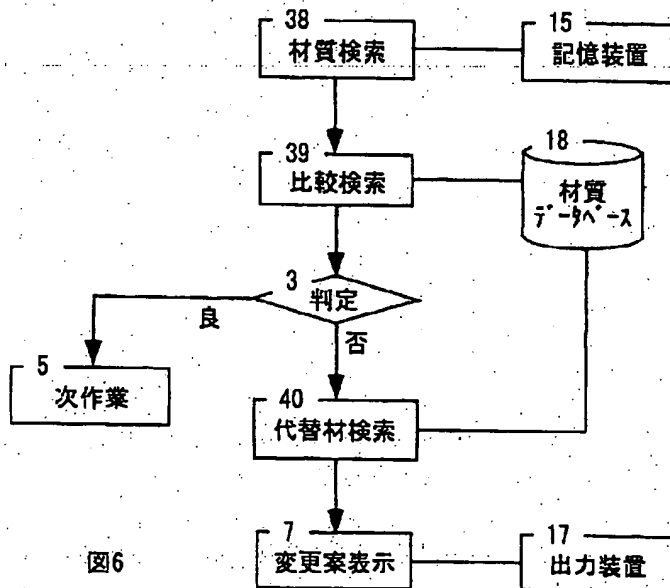 38
材質検索
15
記憶装置
39
比較検索
18
材質
データベース
3
判定
良
否
5
次作業
40
代替材検索
7
変更案表示
17
出力装置
図6